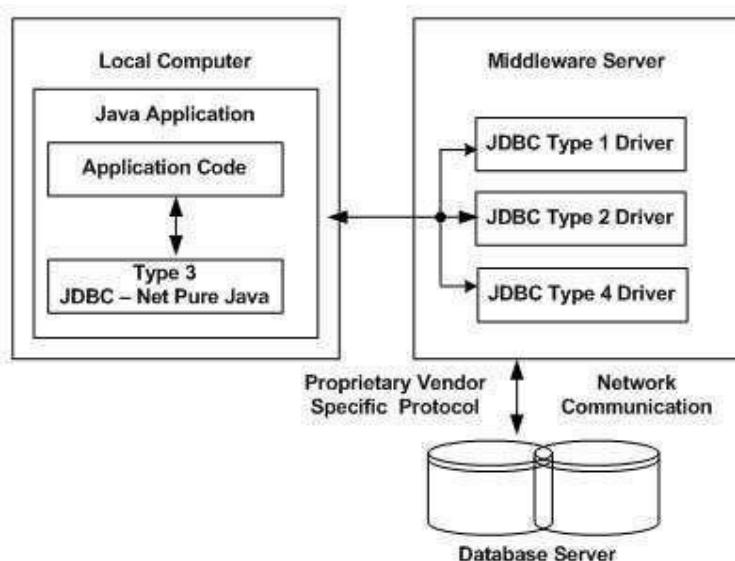 Local Computer
Java Application
Application Code
Type 3
JDBC – Net Pure Java
Middleware Server
JDBC Type 1 Driver
JDBC Type 2 Driver
JDBC Type 4 Driver
Proprietary Vendor
Specific Protocol
Network
Communication
Database Server